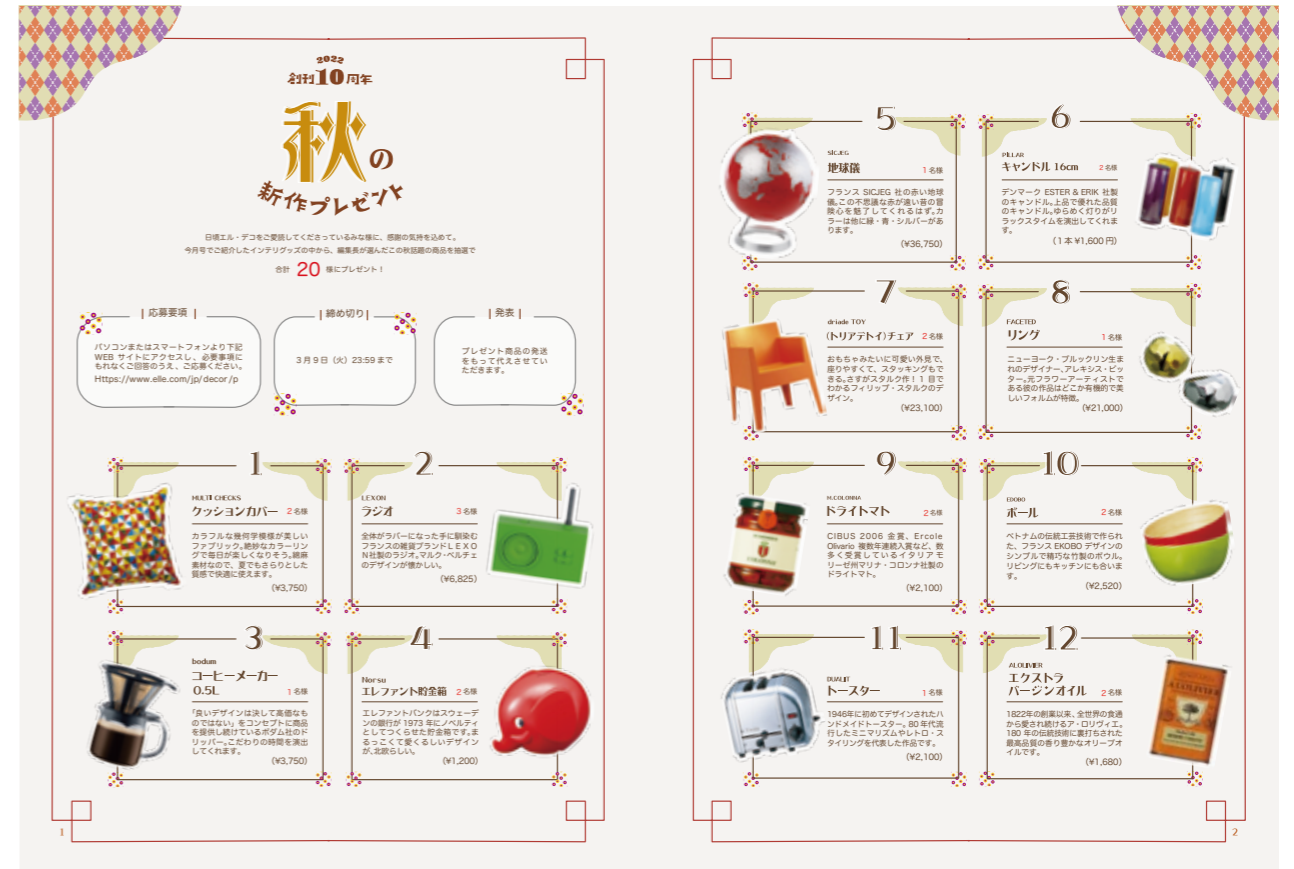 2022
創刊10周年
秋の
新作プレゼント
日頃エル・デコをご愛読してくださっているみな様に、感謝の気持を込めて。
今月号でご紹介したインテリグッズの中から、編集長が選んだこの秋話題の商品を抽選で
合計 20 様にプレゼント！
応募要項
パソコンまたはスマートフォンより下記
WEB サイトにアクセスし、必要事項に
もれなくご回答のうえ、ご応募ください。
Https://www.elle.com/jp/decor /p
締め切り
3 月 9 日（火）23:59 まで
発表
プレゼント商品の発送
をもって代えさせてい
ただきます。
1
MULTI CHECKS
クッションカバー 2 名様
カラフルな幾何学模様が美しい
ファブリック。絶妙なカラーリン
グで毎日が楽しくなりそう。綿麻
素材なので、夏でもさらりとした
質感で快適に使えます。
(¥3,750)
2
LEXON
ラジオ 3 名様
全体がラバーになった手に馴染む
フランスの雑貨ブランドＬＥＸＯ
Ｎ社製のラジオ。マルク・ベルチェ
のデザインが懐かしい。
(¥6,825)
3
bodum
コーヒーメーカー
0.5L 1 名様
「良いデザインは決して高価なも
のではない」をコンセプトに商品
を提供し続けているボダム社のド
リッパー。こだわりの時間を演出
してくれます。
(¥3,750)
4
Norsu
エレファント貯金箱 2 名様
エレファントバンクはスウェーデ
ンの銀行が 1973 年にノベルティ
としてつくらせた貯金箱です。ま
るっこくて愛くるしいデザイン
が、北欧らしい。
(¥1,200)
1
5
SICJEG
地球儀 1 名様
フランス SICJEG 社の赤い地球
儀。この不思議な赤が遠い昔の冒
険心を魅了してくれるはず。カ
ラーは他に緑・青・シルバーがあ
ります。
(¥36,750)
6
PILLAR
キャンドル 16cm 2 名様
デンマーク ESTER & ERIK 社製
のキャンドル。上品で優れた品質
のキャンドル。ゆらめく灯りがリ
ラックスタイムを演出してくれま
す。
(1 本 ¥1,600 円)
7
driade TOY
(トリアデトイ)チェア 2 名様
おもちゃみたいに可愛い外見で、
座りやすくて、スタッキングもで
きる。さすがスタルク作！ 1 目で
わかるフィリップ・スタルクのデ
ザイン。
(¥23,100)
8
FACETED
リング 1 名様
ニューヨーク・ブルックリン生ま
れのデザイナー、アレキシス・ビッ
ター。元フラワーアーティストで
ある彼の作品はどこか有機的で美
しいフォルムが特徴。
(¥21,000)
9
M.COLONNA
ドライトマト 2 名様
CIBUS 2006 金賞、Ercole
Olivario 複数年連続入賞など、数
多く受賞しているイタリアモ
リーゼ州マリナ・コロンナ社製の
ドライトマト。
(¥2,100)
10
EKOBO
ボール 2 名様
ベトナムの伝統工芸技術で作られ
た、フランス EKOBO デザインの
シンプルで精巧な竹製のボウル。
リビングにもキッチンにも合いま
す。
(¥2,520)
11
DUALIT
トースター 1 名様
1946年に初めてデザインされたハ
ンドメイドトースター。80 年代流
行したミニマリズムやレトロ・ス
タイリングを代表した作品です。
(¥2,100)
12
ALOLIVIER
エクストラ
バージンオイル 2 名様
1822年の創業以来、全世界の食通
から愛され続けるア・ロリヴィエ。
180 年の伝統技術に裏打ちされた
最高品質の香り豊かなオリーブオ
イルです。
(¥1,680)
2